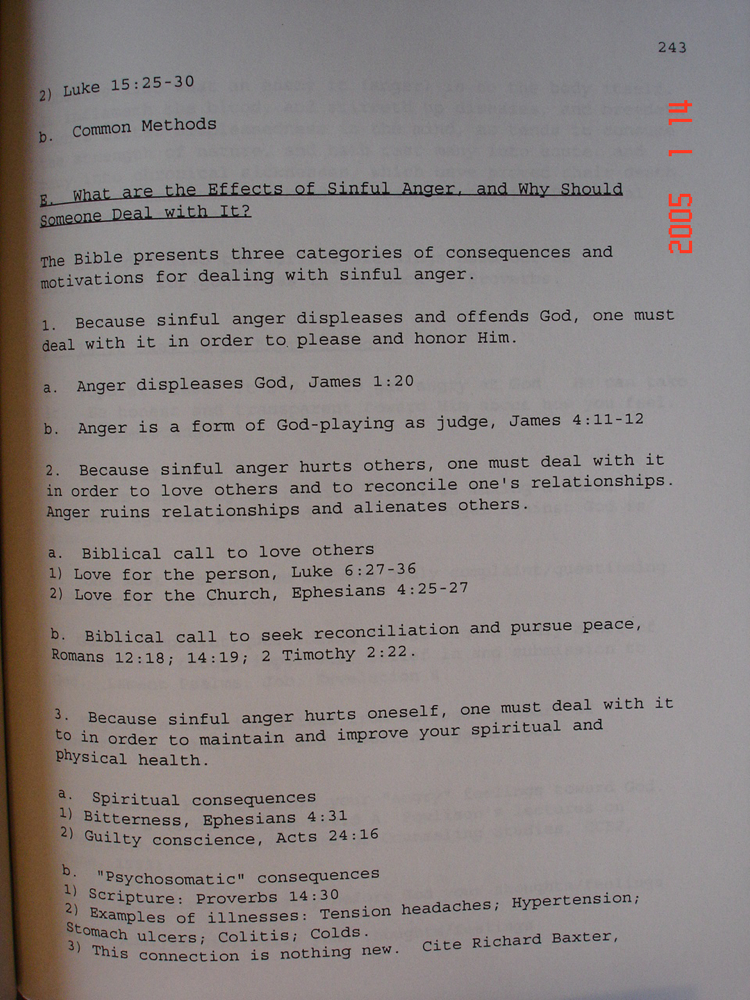 243
2) Luke 15:25-30
b. Common Methods
E. What are the Effects of Sinful Anger, and Why Should
Someone Deal with It?
The Bible presents three categories of consequences and
motivations for dealing with sinful anger.
1. Because sinful anger displeases and offends God, one must
deal with it in order to please and honor Him.
a. Anger displeases God, James 1:20
b. Anger is a form of God-playing as judge, James 4:11-12
2. Because sinful anger hurts others, one must deal with it
in order to love others and to reconcile one's relationships.
Anger ruins relationships and alienates others.
a. Biblical call to love others
1) Love for the person, Luke 6:27-36
2) Love for the Church, Ephesians 4:25-27
b. Biblical call to seek reconciliation and pursue peace,
Romans 12:18; 14:19; 2 Timothy 2:22.
3. Because sinful anger hurts oneself, one must deal with it
to in order to maintain and improve your spiritual and
physical health.
a. Spiritual consequences
1) Bitterness, Ephesians 4:31
2) Guilty conscience, Acts 24:16
b. "Psychosomatic" consequences
1) Scripture: Proverbs 14:30
2) Examples of illnesses: Tension headaches; Hypertension;
Stomach ulcers; Colitis; Colds.
3) This connection is nothing new. Cite Richard Baxter,
2005 1 14